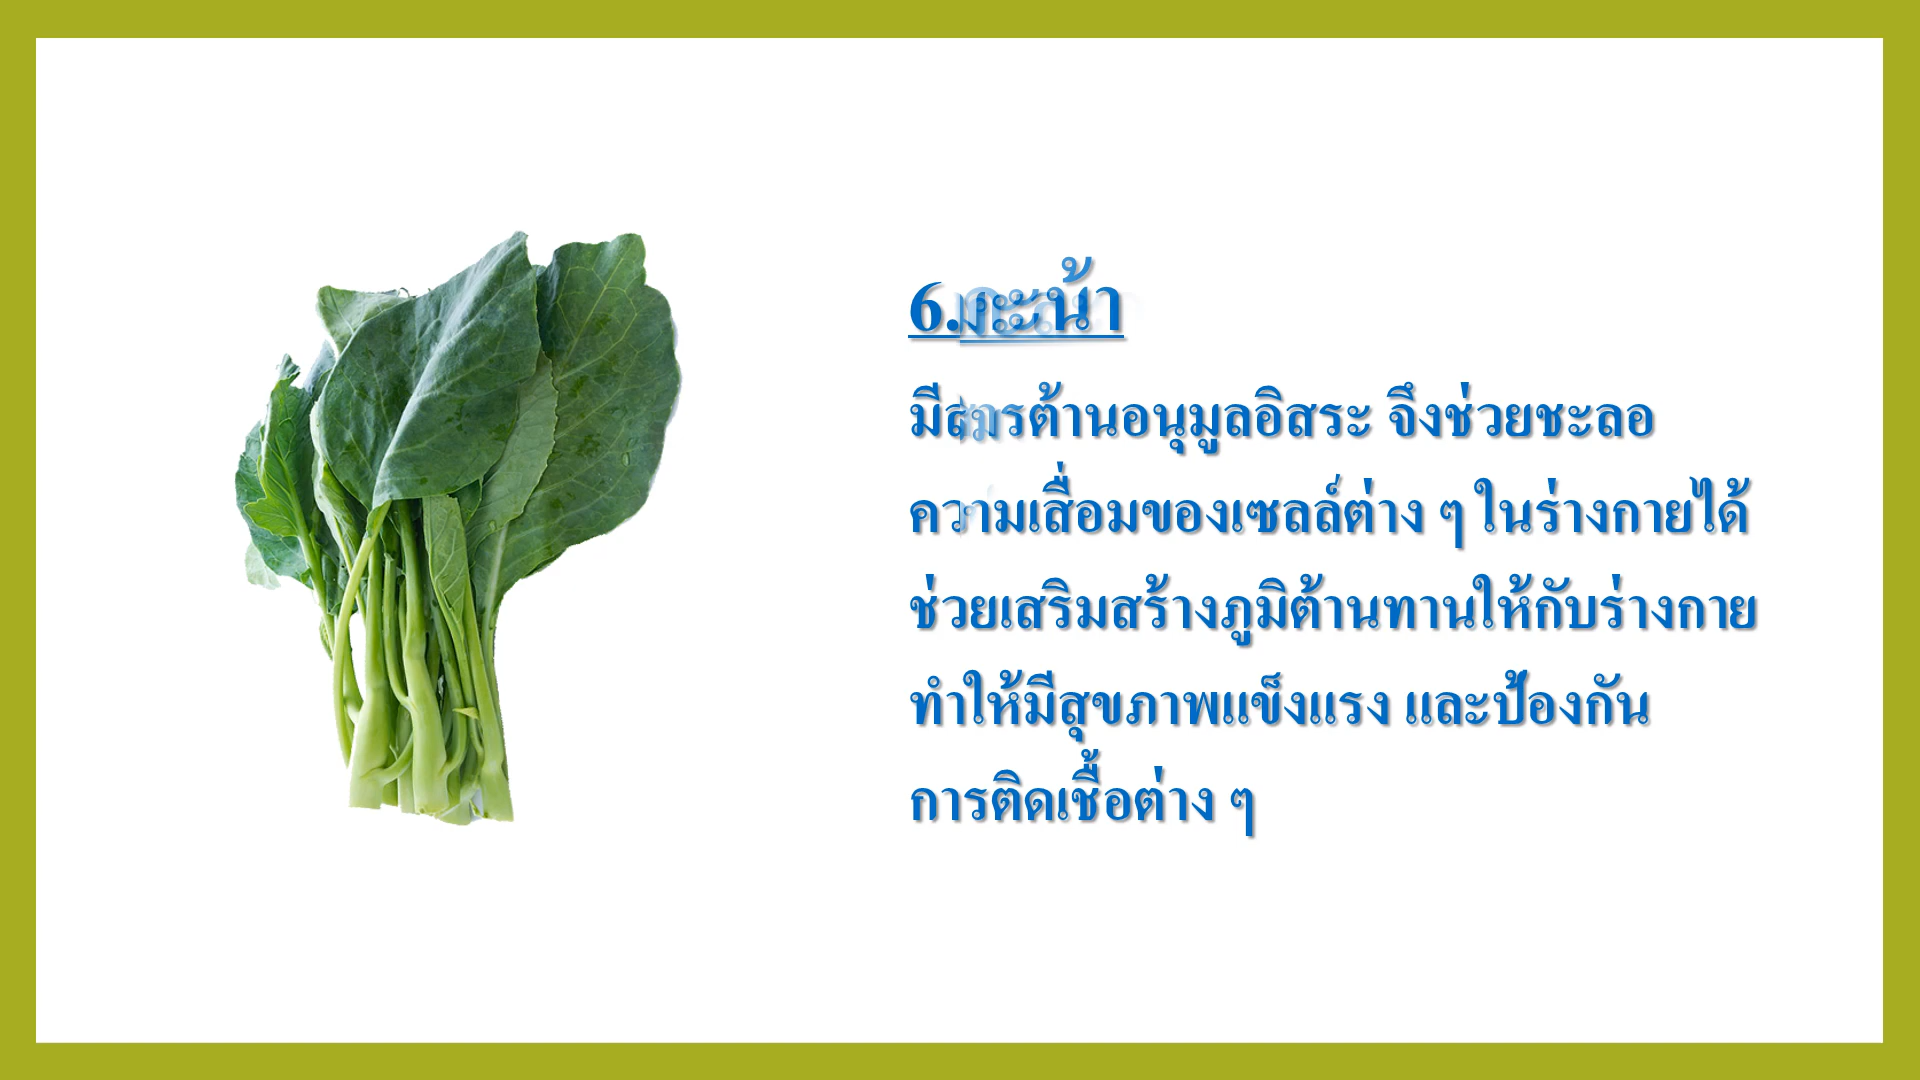 6.คะน้า
มีสารต้านอนุมูลอิสระ จึงช่วยชะลอ
ความเสื่อมของเซลล์ต่าง ๆ ในร่างกายได้
ช่วยเสริมสร้างภูมิต้านทานให้กับร่างกาย
ทำให้มีสุขภาพแข็งแรง และป้องกัน
การติดเชื้อต่าง ๆ